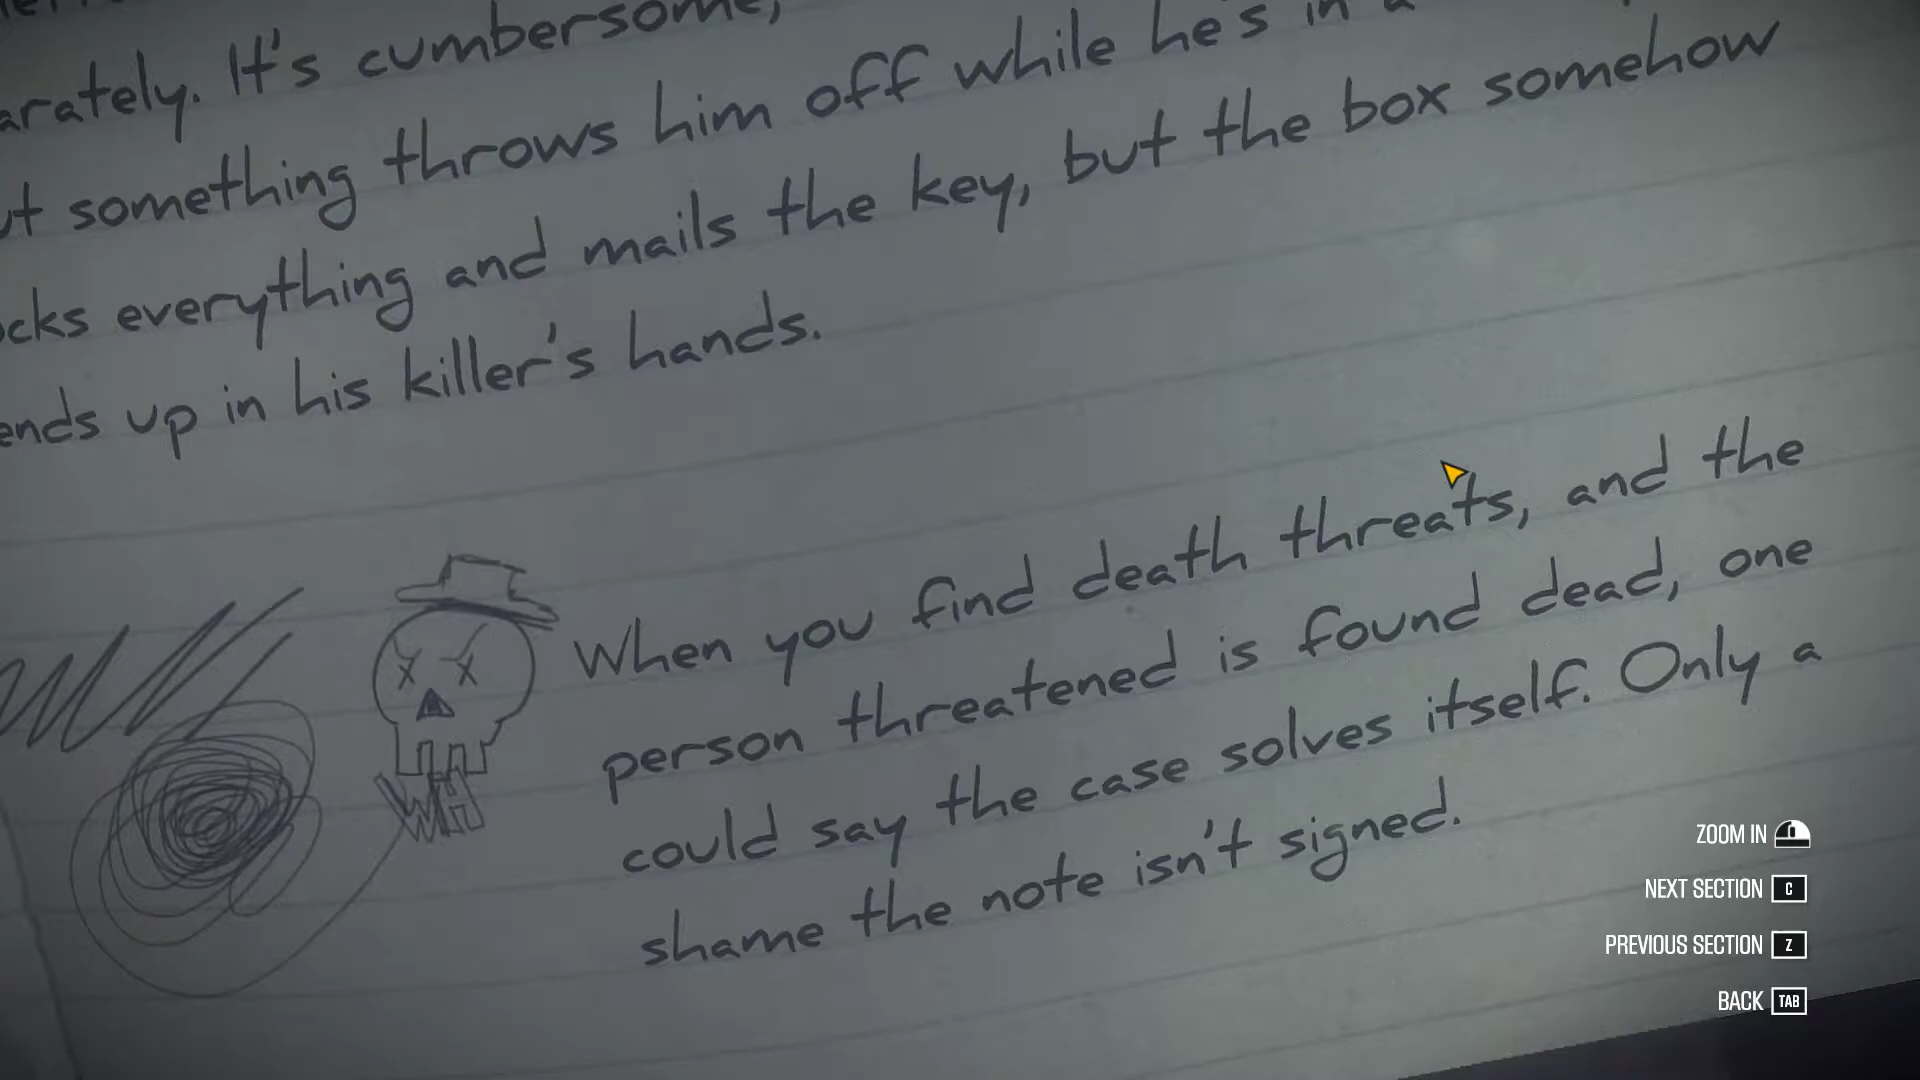 arately. It's cumbersome,
something throws him off while he's in a
everything and mails the key, but the box somehow
ends up in his killer's hands.
When you find death threats, and the
person threatened is found dead, one
could say the case solves itself. Only a
shame the note isn't signed.
WH
ZOOM IN
NEXT SECTION C
PREVIOUS SECTION Z
BACK TAB